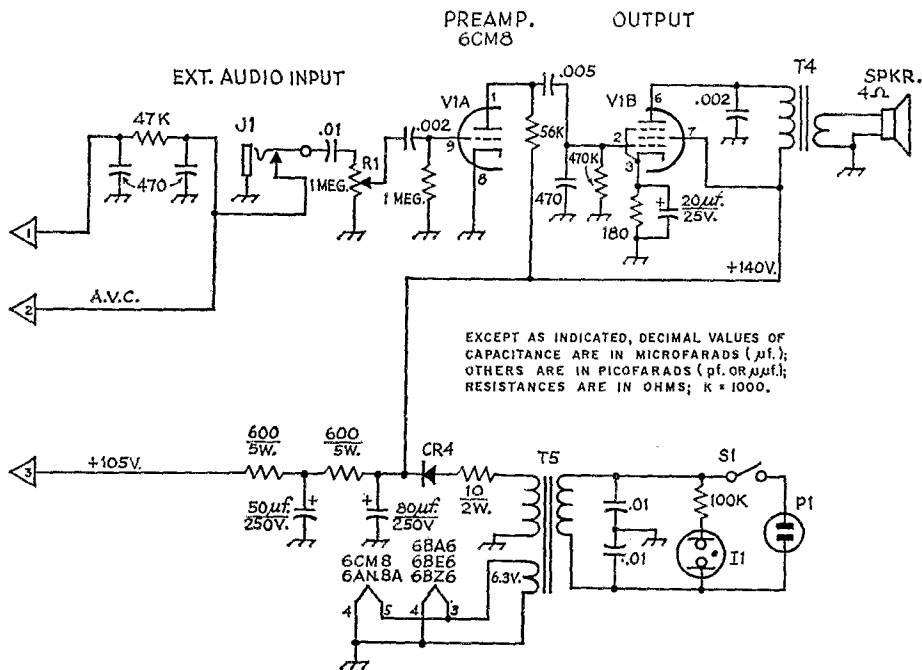 PREAMP.
6CM8
OUTPUT
EXT. AUDIO INPUT
T4
SPKR.
4Ω
47K
J1
.01
R1
1 MEG.
470
.002
V1A
1
9
8
1 MEG.
56K
.005
470
470K
V1B
6
2
7
3
180
20µf.
25V.
+
.002
1
2
A.V.C.
+140V.
EXCEPT AS INDICATED, DECIMAL VALUES OF
CAPACITANCE ARE IN MICROFARADS (µf.);
OTHERS ARE IN PICOFARADS (pf. OR µµf.);
RESISTANCES ARE IN OHMS; K = 1000.
3
+105V.
600
5W.
600
5W.
CR4
10
2W.
T5
S1
100K
P1
I1
.01
.01
50µf.
250V.
+
80µf.
250V
+
6CM8
6AN8A
6BA6
6BE6
6BZ6
6.3V.
4
5
4
3